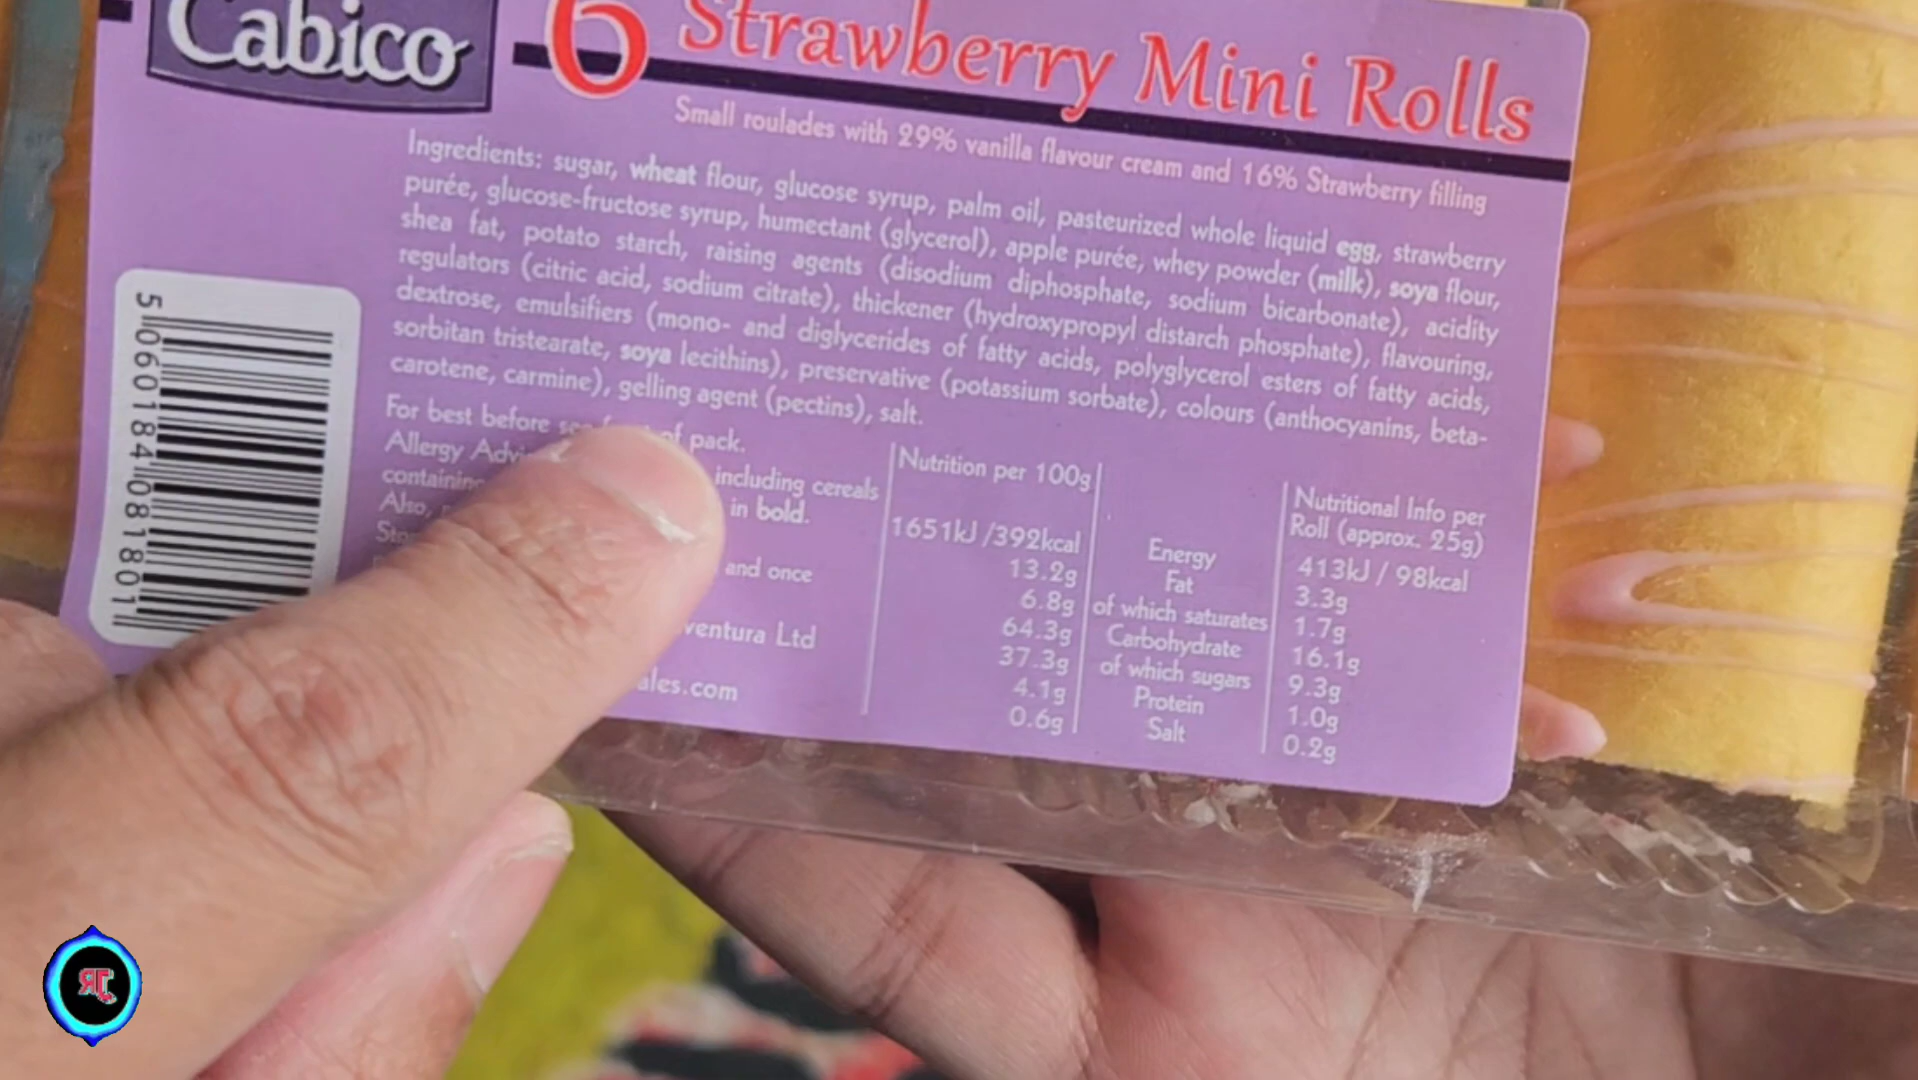 Cabico
6 Strawberry Mini Rolls
Small roulades with 29% vanilla flavour cream and 16% Strawberry filling
Ingredients: sugar, wheat flour, glucose syrup, palm oil, pasteurized whole liquid egg, strawberry
purée, glucose-fructose syrup, humectant (glycerol), apple purée, whey powder (milk), soya flour,
shea fat, potato starch, raising agents (disodium diphosphate, sodium bicarbonate), acidity
regulators (citric acid, sodium citrate), thickener (hydroxypropyl distarch phosphate), flavouring,
dextrose, emulsifiers (mono- and diglycerides of fatty acids, polyglycerol esters of fatty acids,
sorbitan tristearate, soya lecithins), preservative (potassium sorbate), colours (anthocyanins, beta-
carotene, carmine), gelling agent (pectins), salt.
For best before of pack.
Allergy including cereals
in bold.
Also,
and once
ventura Ltd
ales.com
Nutrition per 100g
1651kJ /392kcal
13.2g
6.8g
64.3g
37.3g
4.1g
0.6g
Energy
Fat
of which saturates
Carbohydrate
of which sugars
Protein
Salt
Nutritional Info per
Roll (approx. 25g)
413kJ / 98kcal
3.3g
1.7g
16.1g
9.3g
1.0g
0.2g
5 060184 081801